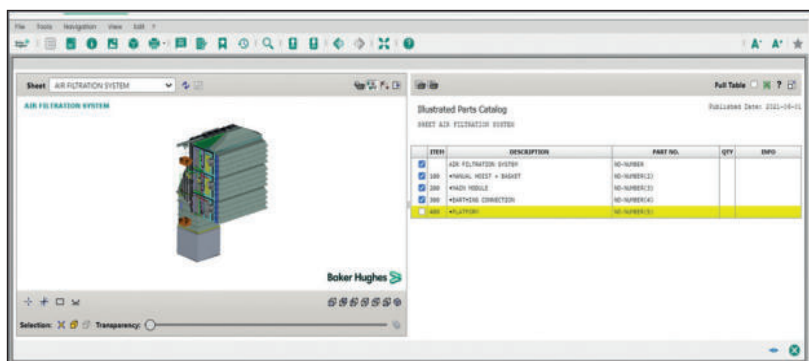 File Tools Navigation View Edit ?
A- A+
Sheet AIR FILTRATION SYSTEM
Full Table ?
AIR FILTRATION SYSTEM
Illustrated Parts Catalog
Published Date: 2021-06-01
SHEET AIR FILTRATION SYSTEM
ITEM DESCRIPTION PART NO. QTY INFO
AIR FILTRATION SYSTEM NO-NUMBER
100 •MANUAL HOIST + BASKET NO-NUMBER(2)
200 •MAIN MODULE NO-NUMBER(3)
300 •EARTHING CONNECTION NO-NUMBER(4)
400 •PLATFORM NO-NUMBER(5)
Baker Hughes
Selection: Transparency: